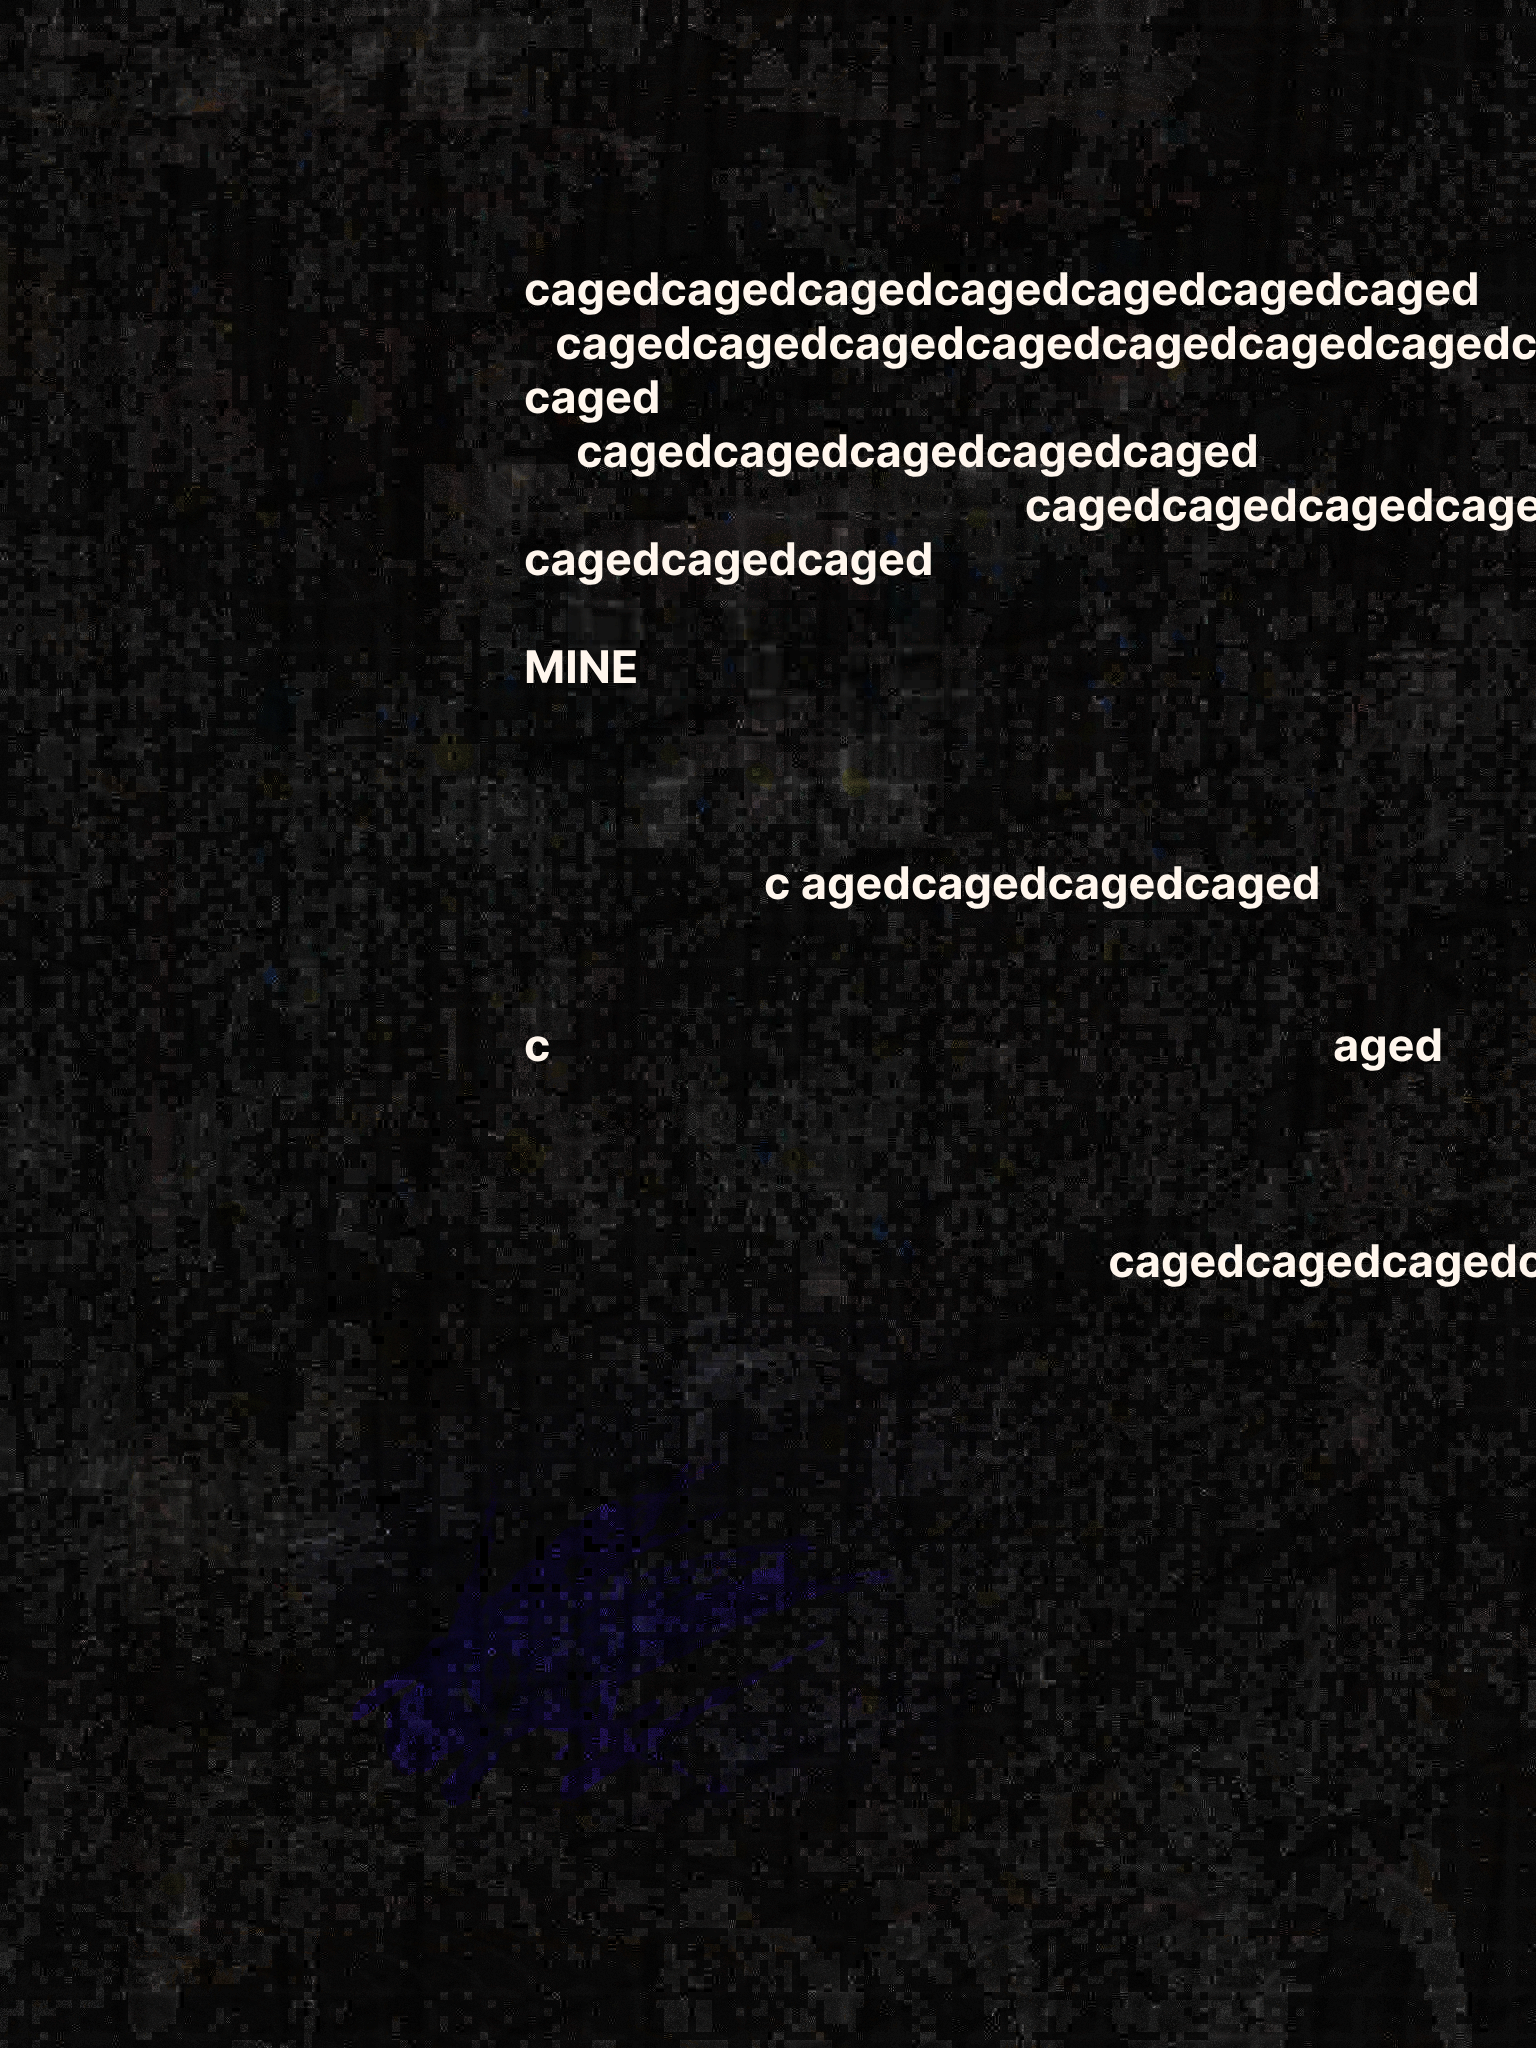 cagedcagedcagedcagedcagedcagedcaged
cagedcagedcagedcagedcagedcagedcagedc
caged
cagedcagedcagedcagedcaged
cagedcagedcagedcage
cagedcagedcaged
MINE
c agedcagedcagedcaged
c aged
cagedcagedcagedc